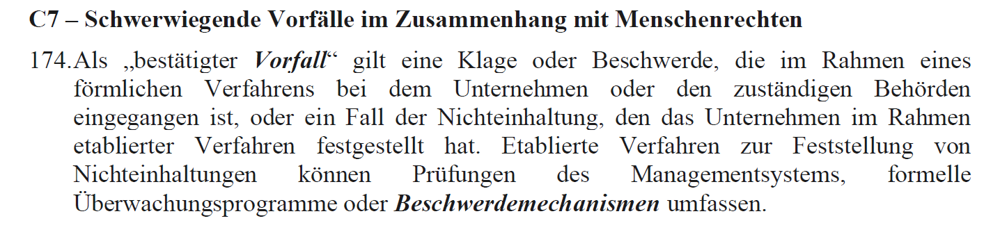 C7 – Schwerwiegende Vorfälle im Zusammenhang mit Menschenrechten
174. Als „bestätigter Vorfall“ gilt eine Klage oder Beschwerde, die im Rahmen eines
förmlichen Verfahrens bei dem Unternehmen oder den zuständigen Behörden
eingegangen ist, oder ein Fall der Nichteinhaltung, den das Unternehmen im Rahmen
etablierter Verfahren festgestellt hat. Etablierte Verfahren zur Feststellung von
Nichteinhaltungen können Prüfungen des Managementsystems, formelle
Überwachungsprogramme oder Beschwerdemechanismen umfassen.